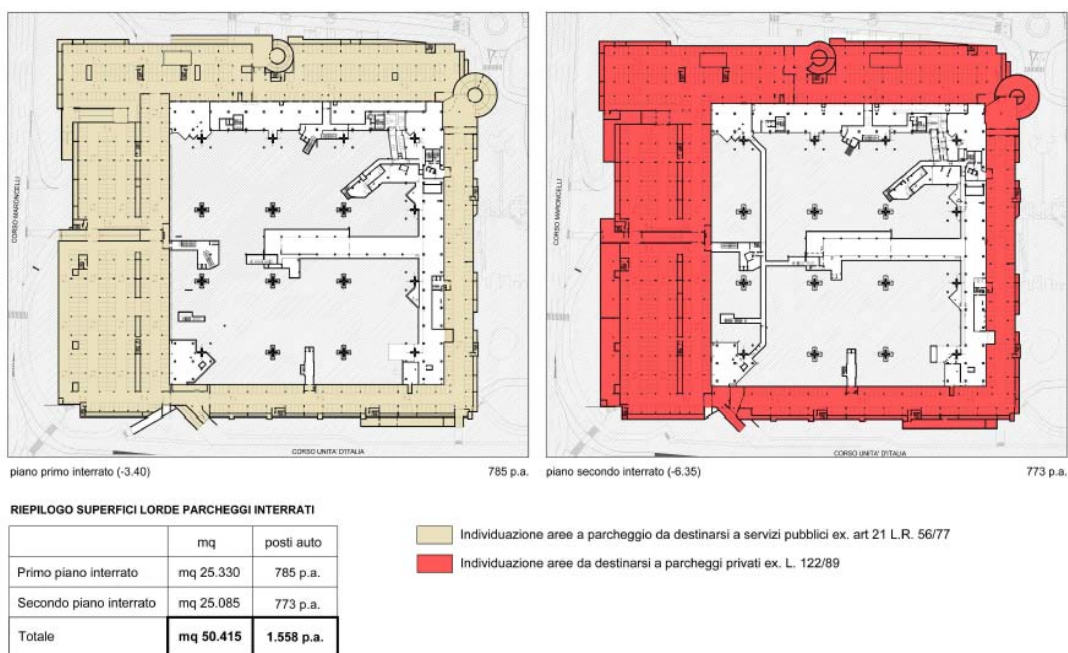 CORSO MARONCELLI
CORSO UNITA' D'ITALIA
piano primo interrato (-3.40) 785 p.a.
CORSO MARONCELLI
CORSO UNITA' D'ITALIA
piano secondo interrato (-6.35) 773 p.a.
RIEPILOGO SUPERFICI LORDE PARCHEGGI INTERRATI
mq posti auto
Primo piano interrato mq 25.330 785 p.a.
Secondo piano interrato mq 25.085 773 p.a.
Totale mq 50.415 1.558 p.a.
Individuazione aree a parcheggio da destinarsi a servizi pubblici ex. art 21 L.R. 56/77
Individuazione aree da destinarsi a parcheggi privati ex. L. 122/89